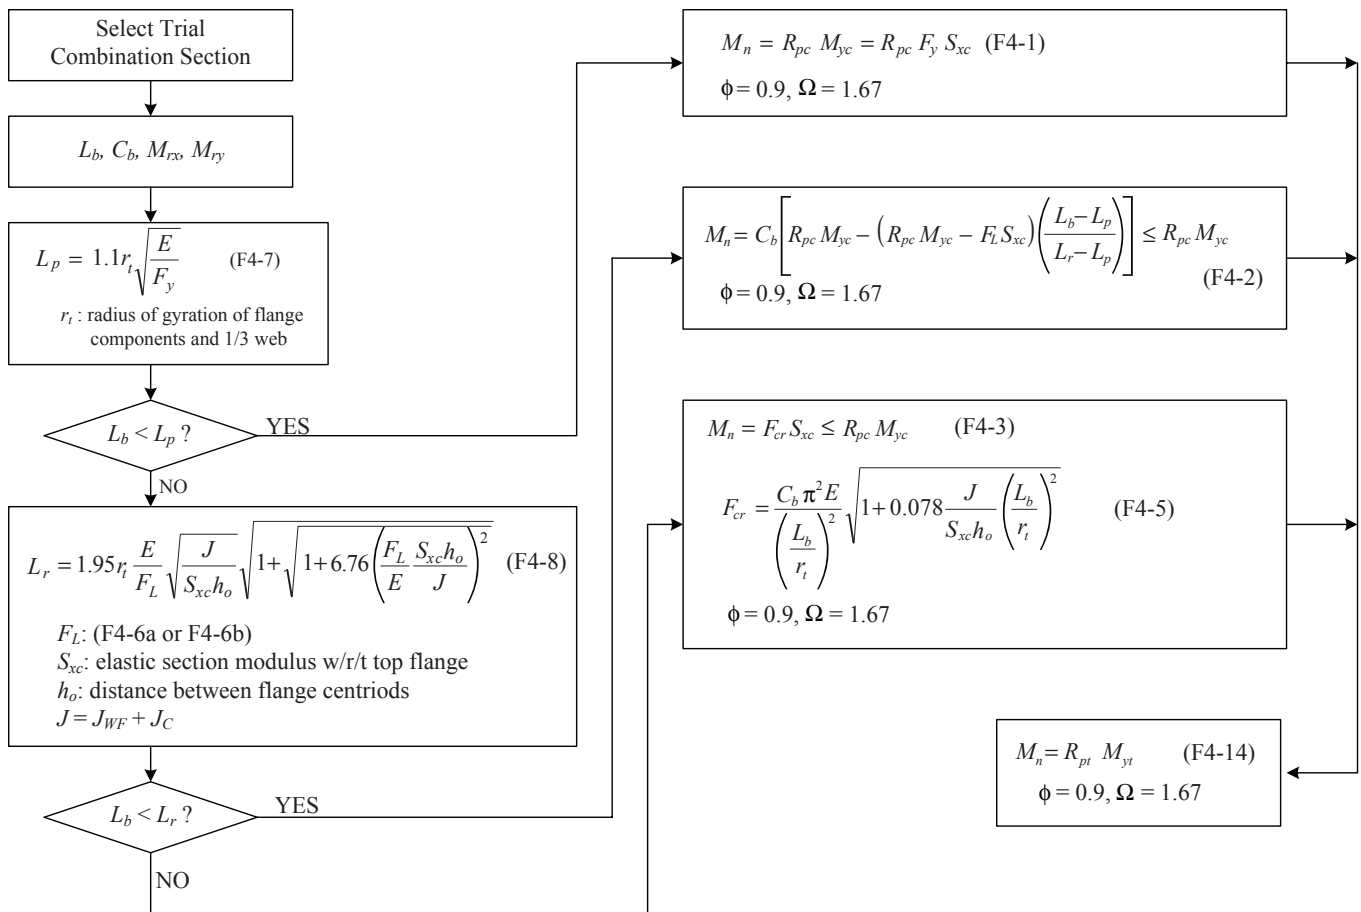 Select Trial
Combination Section
L_b, C_b, M_rx, M_ry
L_p = 1.1r_t √(E/F_y) (F4-7)
r_t : radius of gyration of flange
components and 1/3 web
L_b < L_p ?
YES
NO
L_r = 1.95r_t (E/F_L) √(J/(S_xc h_o)) √(1+√(1+6.76((F_L/E)(S_xc h_o/J))²)) (F4-8)
F_L: (F4-6a or F4-6b)
S_xc: elastic section modulus w/r/t top flange
h_o: distance between flange centriods
J = J_WF + J_C
L_b < L_r ?
YES
NO
M_n = R_pc M_yc = R_pc F_y S_xc (F4-1)
ϕ = 0.9, Ω = 1.67
M_n = C_b[R_pc M_yc − (R_pc M_yc − F_L S_xc)((L_b − L_p)/(L_r − L_p))] ≤ R_pc M_yc
(F4-2)
ϕ = 0.9, Ω = 1.67
M_n = F_cr S_xc ≤ R_pc M_yc (F4-3)
F_cr = (C_b π² E/(L_b/r_t)²) √(1+0.078 (J/(S_xc h_o))(L_b/r_t)²) (F4-5)
ϕ = 0.9, Ω = 1.67
M_n = R_pt M_yt (F4-14)
ϕ = 0.9, Ω = 1.67